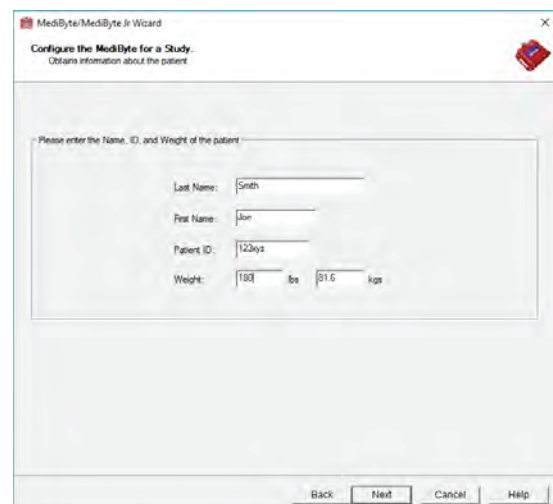 MediByte/MediByte Jr Wizard
Configure the MediByte for a Study.
Obtains information about the patient
Please enter the Name, ID, and Weight of the patient
Last Name: Smith
First Name: Joe
Patient ID: 123xyz
Weight: 180 lbs 81.6 kgs
Back Next Cancel Help